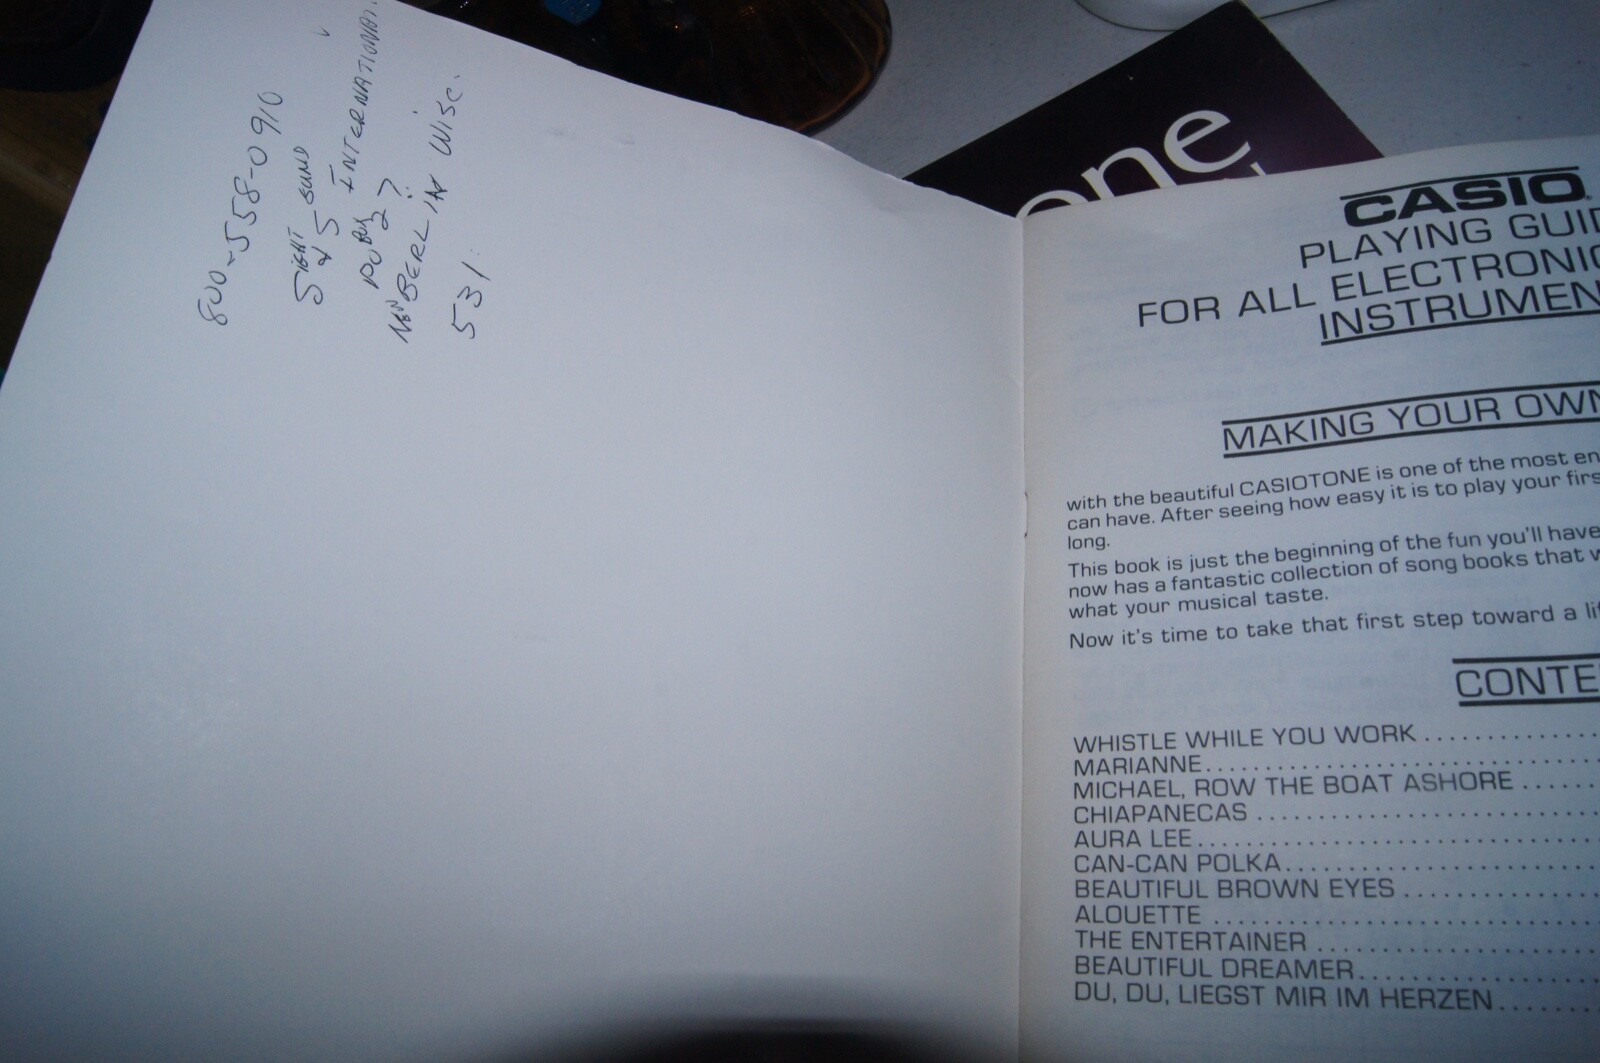 800-558-0910
SIGHT & SOUND
INTERNATIONAL
PO BOX 27
NEW BERLIN WISC.
531
one
CASIO
PLAYING GUID
FOR ALL ELECTRONIC
INSTRUMEN
MAKING YOUR OWN
with the beautiful CASIOTONE is one of the most en
can have. After seeing how easy it is to play your firs
long.
This book is just the beginning of the fun you'll have
now has a fantastic collection of song books that w
what your musical taste.
Now it's time to take that first step toward a li
CONTE
WHISTLE WHILE YOU WORK
MARIANNE
MICHAEL, ROW THE BOAT ASHORE
CHIAPANECAS
AURA LEE
CAN-CAN POLKA
BEAUTIFUL BROWN EYES
ALOUETTE
THE ENTERTAINER
BEAUTIFUL DREAMER
DU, DU, LIEGST MIR IM HERZEN